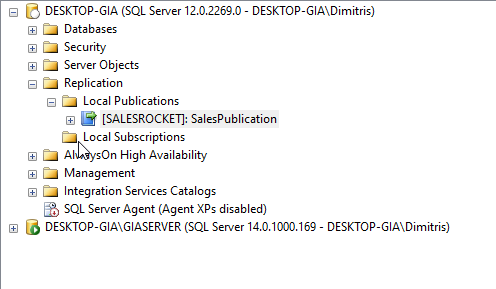 DESKTOP-GIA (SQL Server 12.0.2269.0 - DESKTOP-GIA\Dimitris)
Databases
Security
Server Objects
Replication
Local Publications
[SALESROCKET]: SalesPublication
Local Subscriptions
AlwaysOn High Availability
Management
Integration Services Catalogs
SQL Server Agent (Agent XPs disabled)
DESKTOP-GIA\GIASERVER (SQL Server 14.0.1000.169 - DESKTOP-GIA\Dimitris)